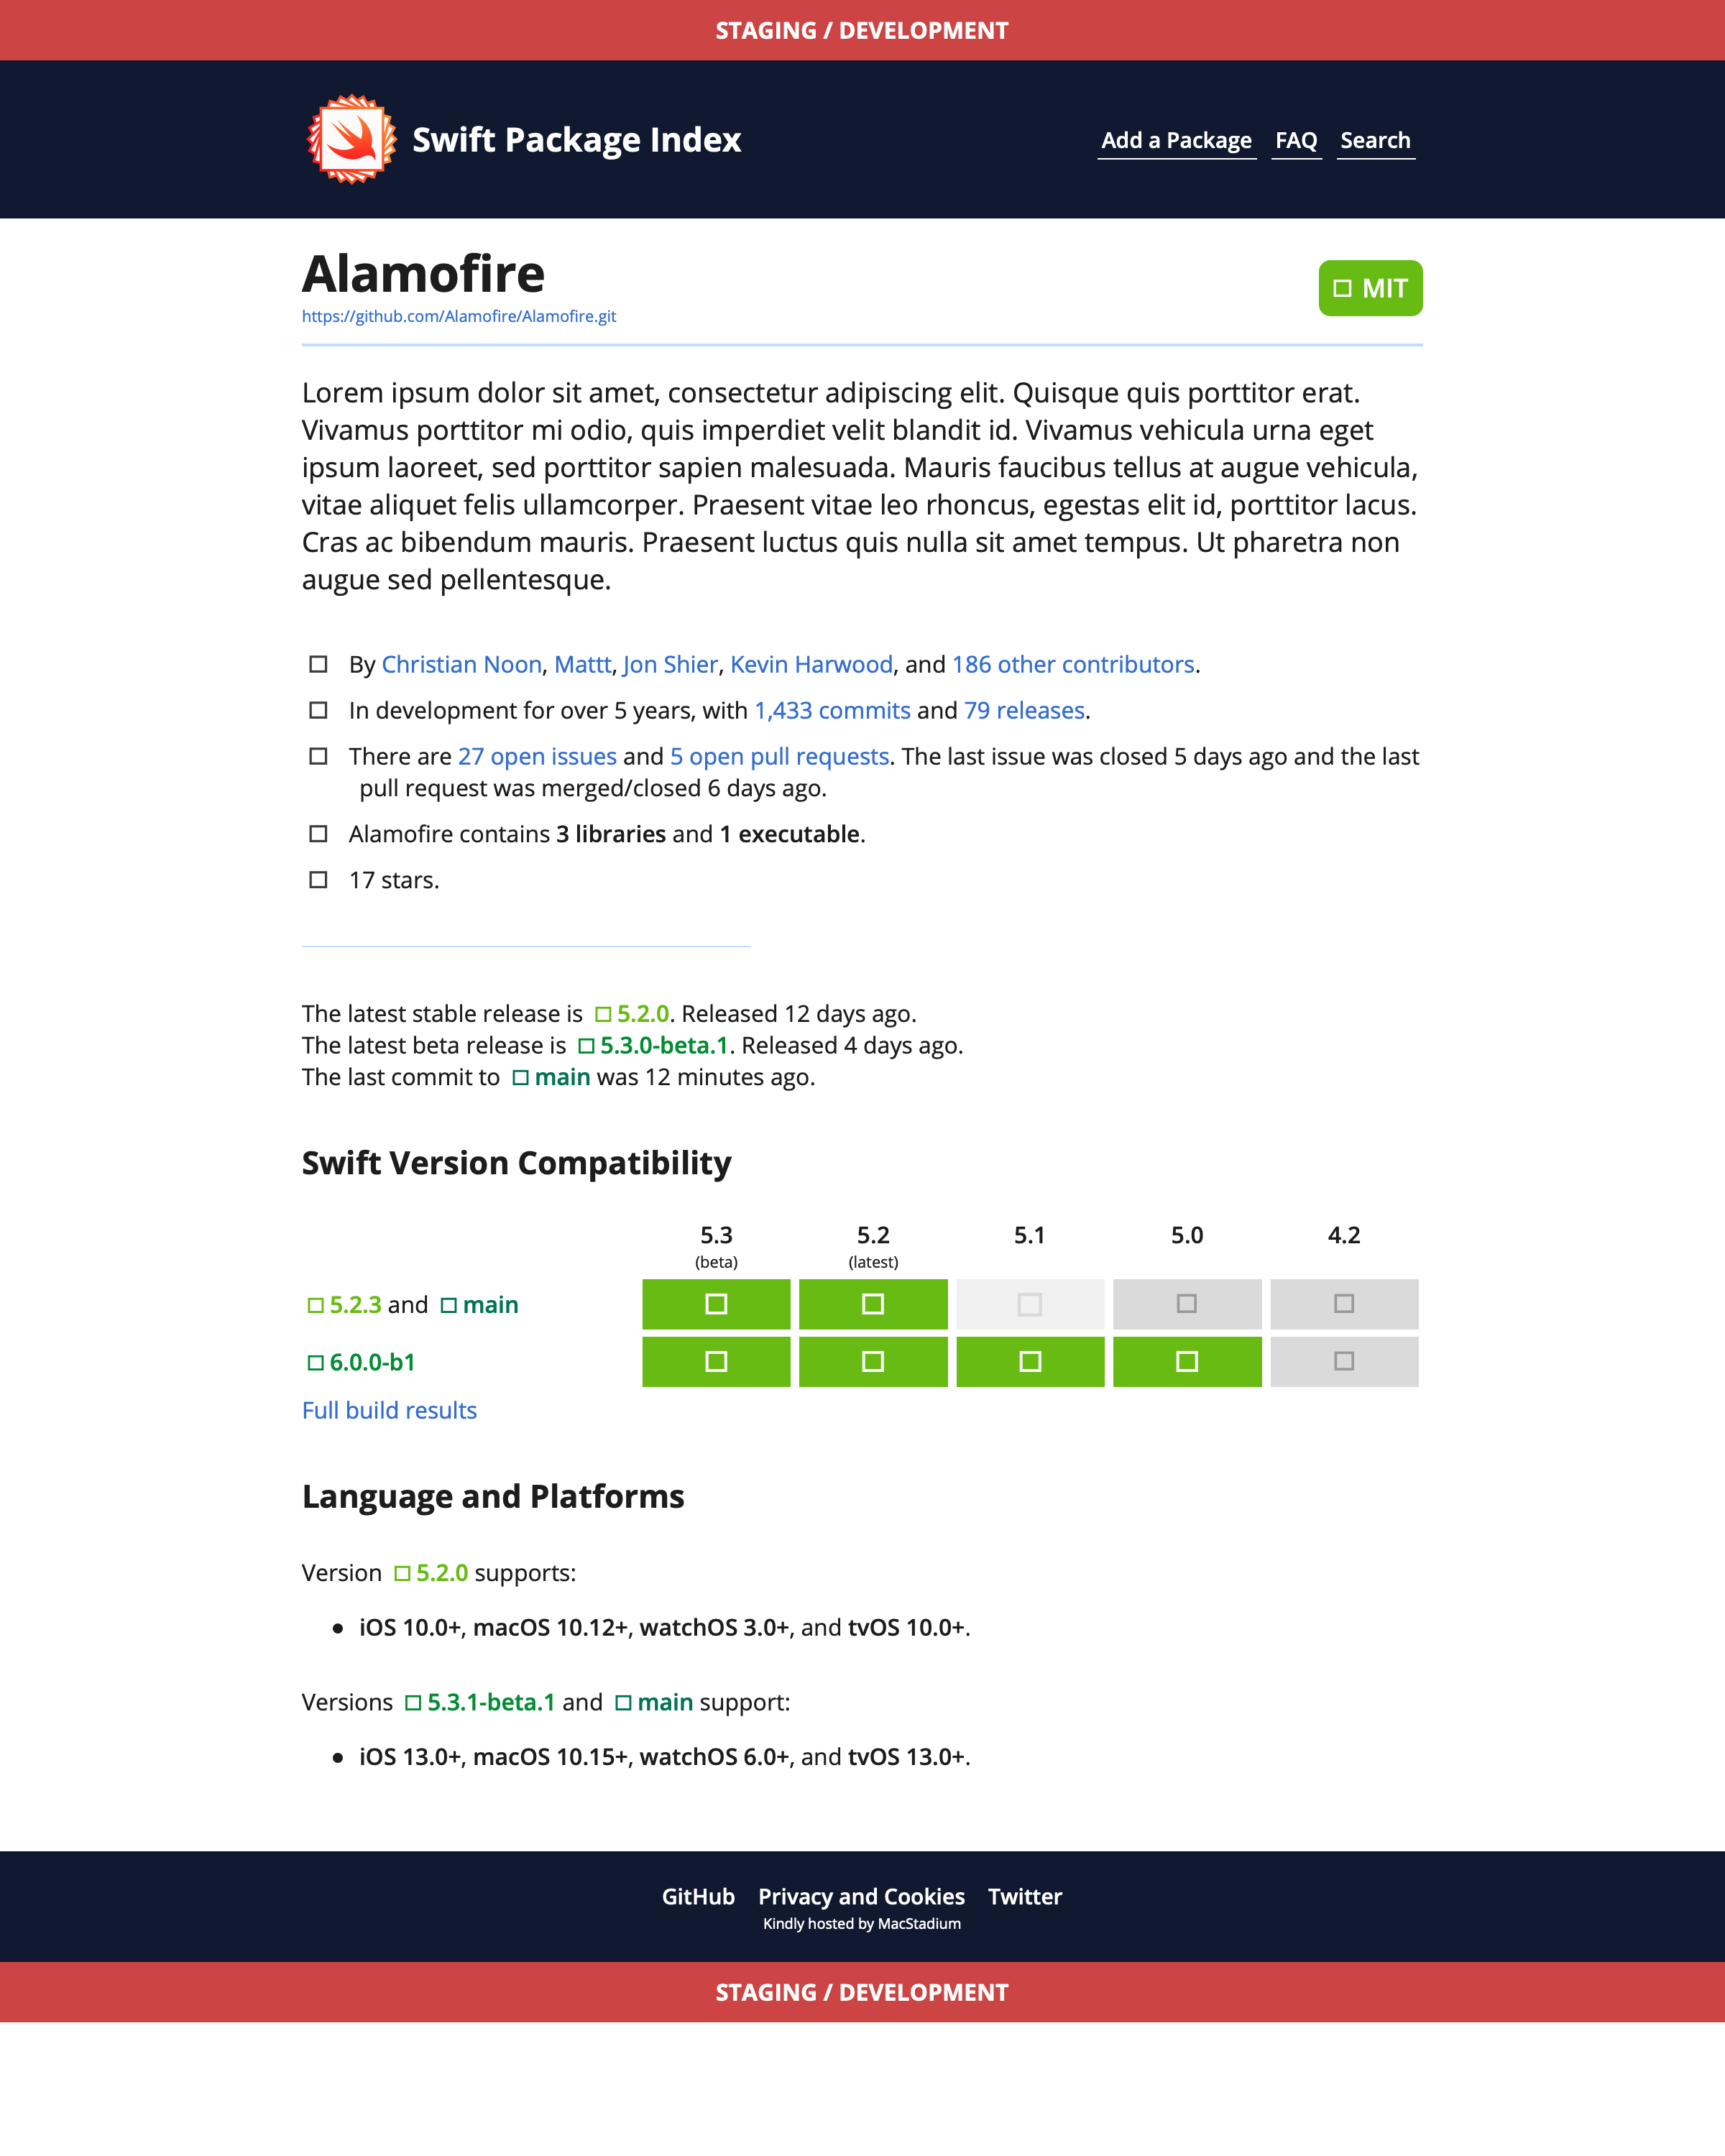 STAGING / DEVELOPMENT
Swift Package Index
Add a Package FAQ Search
Alamofire
MIT
https://github.com/Alamofire/Alamofire.git
Lorem ipsum dolor sit amet, consectetur adipiscing elit. Quisque quis porttitor erat.
Vivamus porttitor mi odio, quis imperdiet velit blandit id. Vivamus vehicula urna eget
ipsum laoreet, sed porttitor sapien malesuada. Mauris faucibus tellus at augue vehicula,
vitae aliquet felis ullamcorper. Praesent vitae leo rhoncus, egestas elit id, porttitor lacus.
Cras ac bibendum mauris. Praesent luctus quis nulla sit amet tempus. Ut pharetra non
augue sed pellentesque.
By Christian Noon, Mattt, Jon Shier, Kevin Harwood, and 186 other contributors.
In development for over 5 years, with 1,433 commits and 79 releases.
There are 27 open issues and 5 open pull requests. The last issue was closed 5 days ago and the last
pull request was merged/closed 6 days ago.
Alamofire contains 3 libraries and 1 executable.
17 stars.
The latest stable release is 5.2.0. Released 12 days ago.
The latest beta release is 5.3.0-beta.1. Released 4 days ago.
The last commit to main was 12 minutes ago.
Swift Version Compatibility
5.3 5.2 5.1 5.0 4.2
(beta) (latest)
5.2.3 and main
6.0.0-b1
Full build results
Language and Platforms
Version 5.2.0 supports:
• iOS 10.0+, macOS 10.12+, watchOS 3.0+, and tvOS 10.0+.
Versions 5.3.1-beta.1 and main support:
• iOS 13.0+, macOS 10.15+, watchOS 6.0+, and tvOS 13.0+.
GitHub Privacy and Cookies Twitter
Kindly hosted by MacStadium
STAGING / DEVELOPMENT